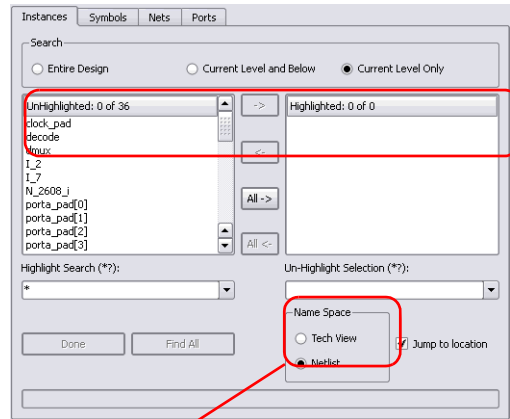 Instances Symbols Nets Ports
Search
Entire Design Current Level and Below Current Level Only
UnHighlighted: 0 of 36 -> Highlighted: 0 of 0
clock_pad
decode
dmux <-
I_2
I_7
N_2608_i All ->
porta_pad[0]
porta_pad[1]
porta_pad[2]
porta_pad[3] All <-
Highlight Search (*?): Un-Highlight Selection (*?):
*
Name Space
Done Find All Tech View Jump to location
Netlist